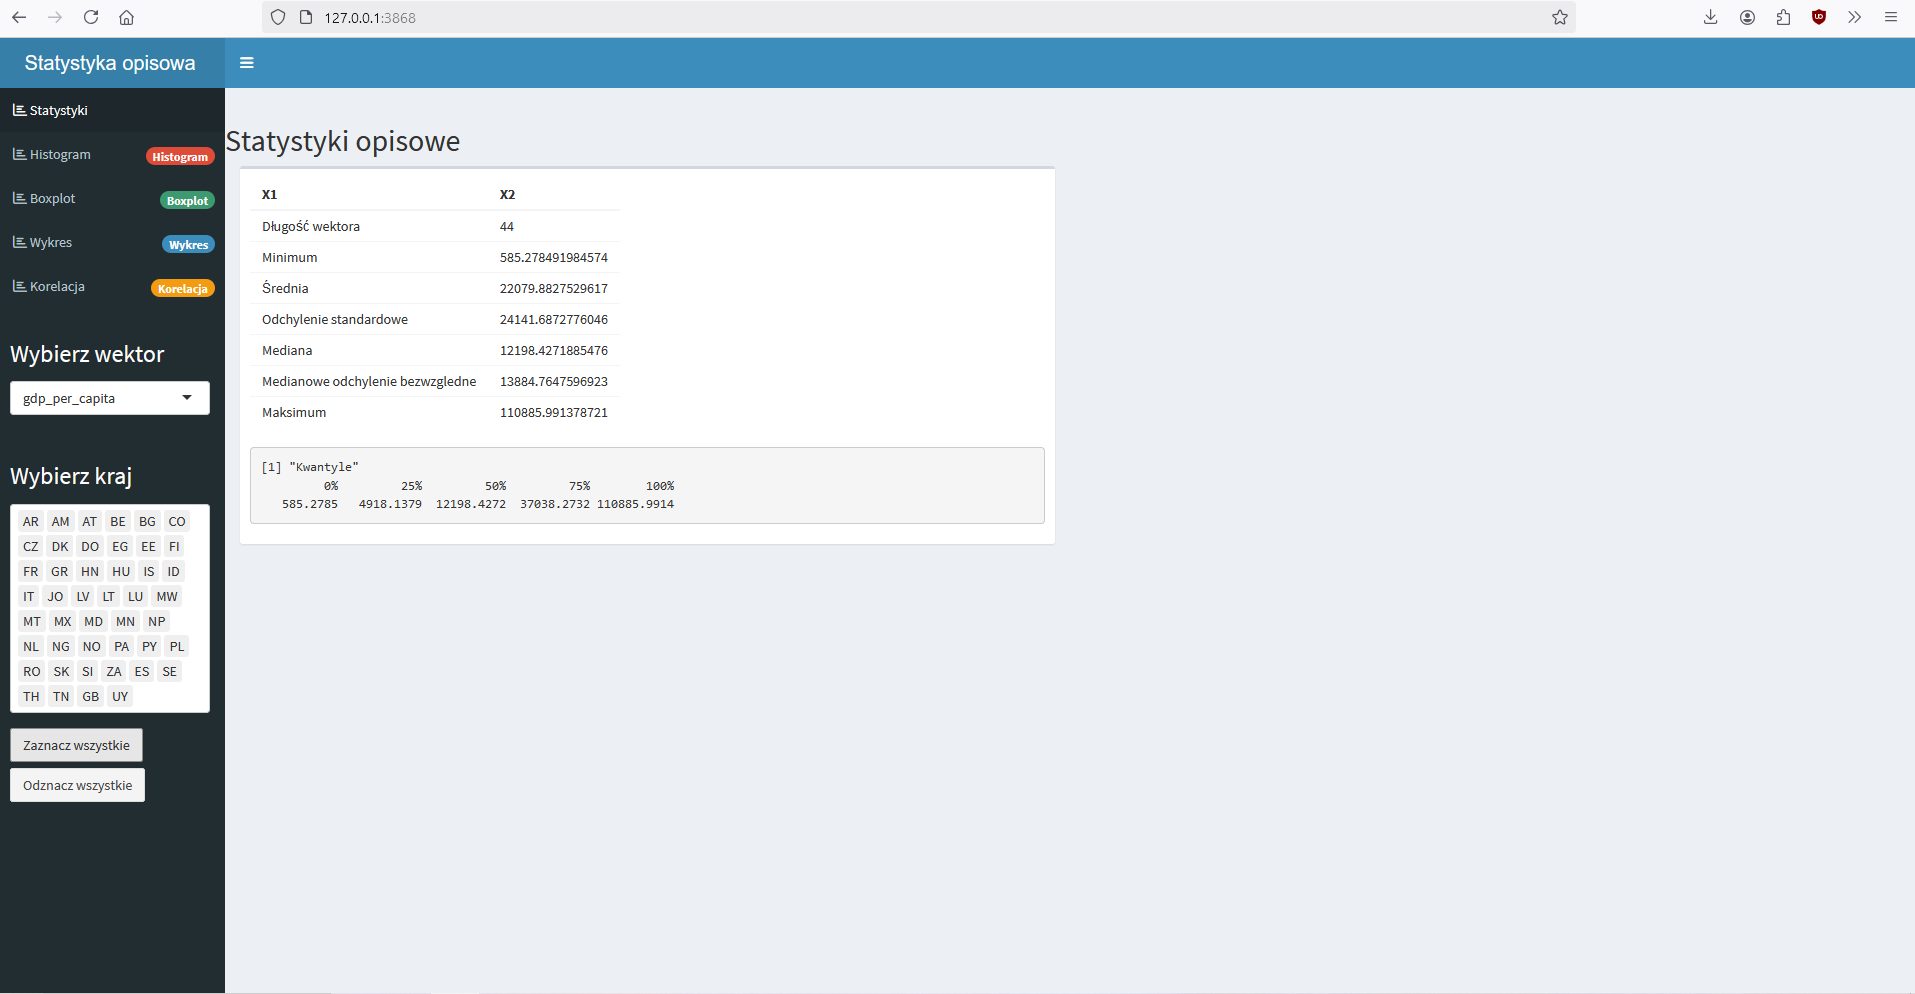 127.0.0.1:3868
Statystyka opisowa
Statystyki
Histogram Histogram
Boxplot Boxplot
Wykres Wykres
Korelacja Korelacja
Wybierz wektor
gdp_per_capita
Wybierz kraj
AR AM AT BE BG CO
CZ DK DO EG EE FI
FR GR HN HU IS ID
IT JO LV LT LU MW
MT MX MD MN NP
NL NG NO PA PY PL
RO SK SI ZA ES SE
TH TN GB UY
Zaznacz wszystkie
Odznacz wszystkie
Statystyki opisowe
X1 X2
Długość wektora 44
Minimum 585.278491984574
Średnia 22079.8827529617
Odchylenie standardowe 24141.6872776046
Mediana 12198.4271885476
Medianowe odchylenie bezwzgledne 13884.7647596923
Maksimum 110885.991378721
[1] "Kwantyle"
0% 25% 50% 75% 100%
585.2785 4918.1379 12198.4272 37038.2732 110885.9914